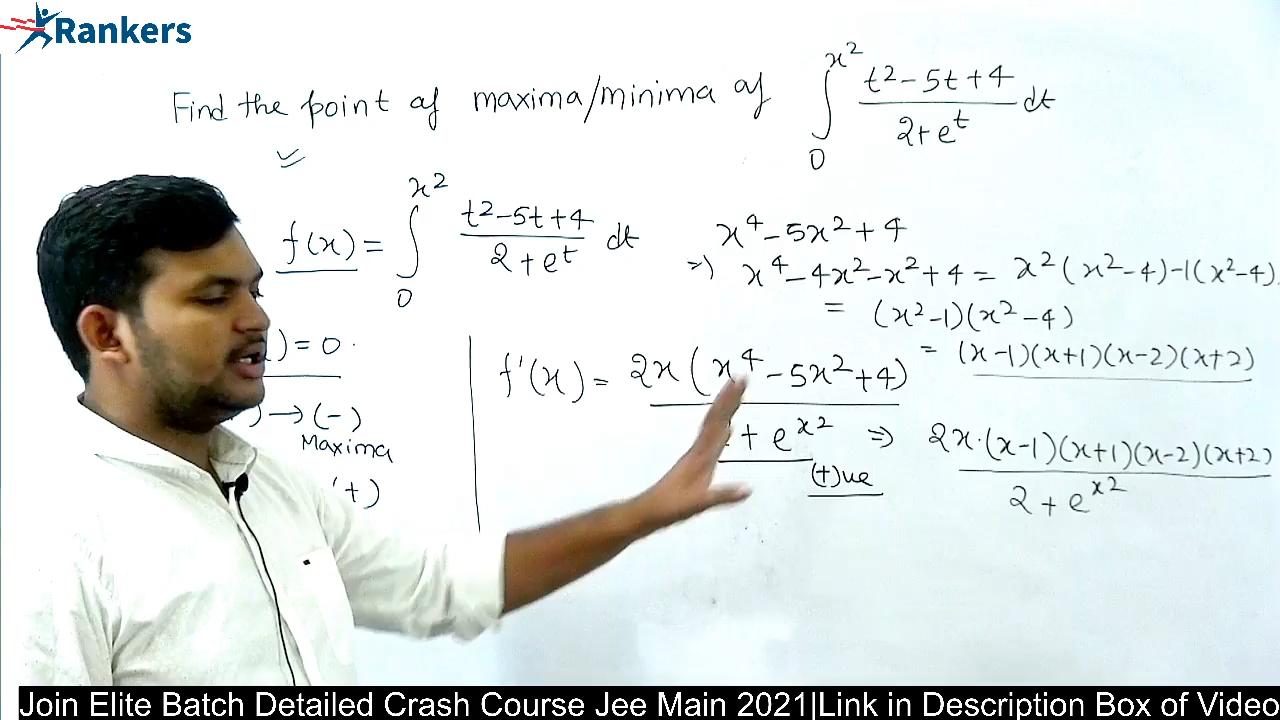 Rankers
Find the point of maxima/minima of ∫₀^{x²} (t² - 5t + 4)/(2 + e^t) dt
f(x) = ∫₀^{x²} (t² - 5t + 4)/(2 + e^t) dt
x⁴ - 5x² + 4
⇒ x⁴ - 4x² - x² + 4 = x²(x² - 4) - 1(x² - 4)
= (x² - 1)(x² - 4)
= (x-1)(x+1)(x-2)(x+2)
) = 0.
) → (-)
Maxima
(+)
f'(x) = 2x(x⁴ - 5x² + 4)
+ e^{x²}
(+)ve
⇒ 2x·(x-1)(x+1)(x-2)(x+2)
2 + e^{x²}
Join Elite Batch Detailed Crash Course Jee Main 2021|Link in Description Box of Video